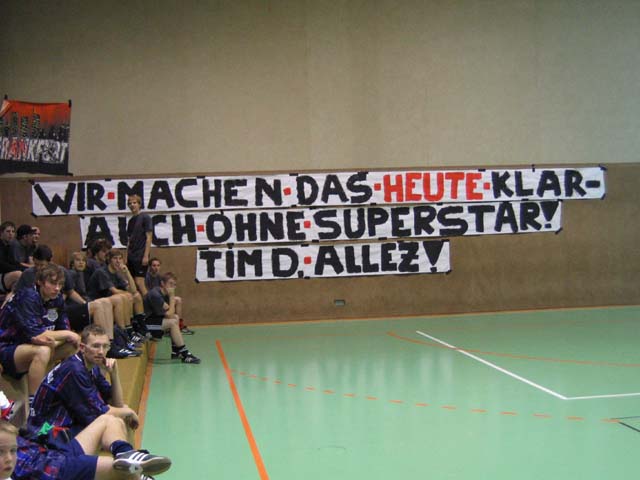 WIR·MACHEN·DAS·HEUTE·KLAR-
AUCH·OHNE·SUPERSTAR!
TIM D.·ALLEZ!